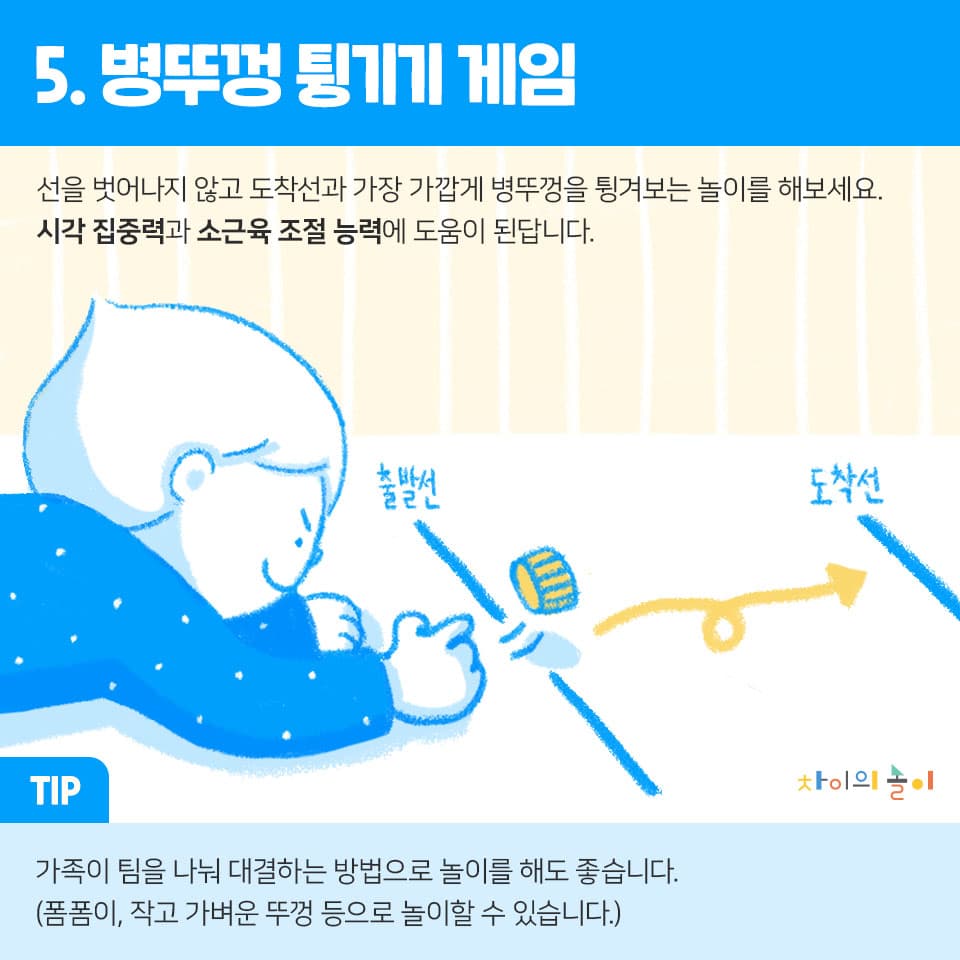 5. 병뚜껑 튕기기 게임
선을 벗어나지 않고 도착선과 가장 가깝게 병뚜껑을 튕겨보는 놀이를 해보세요.
시각 집중력과 소근육 조절 능력에 도움이 된답니다.
출발선
도착선
차이의 놀이
TIP
가족이 팀을 나눠 대결하는 방법으로 놀이를 해도 좋습니다.
(폼폼이, 작고 가벼운 뚜껑 등으로 놀이할 수 있습니다.)